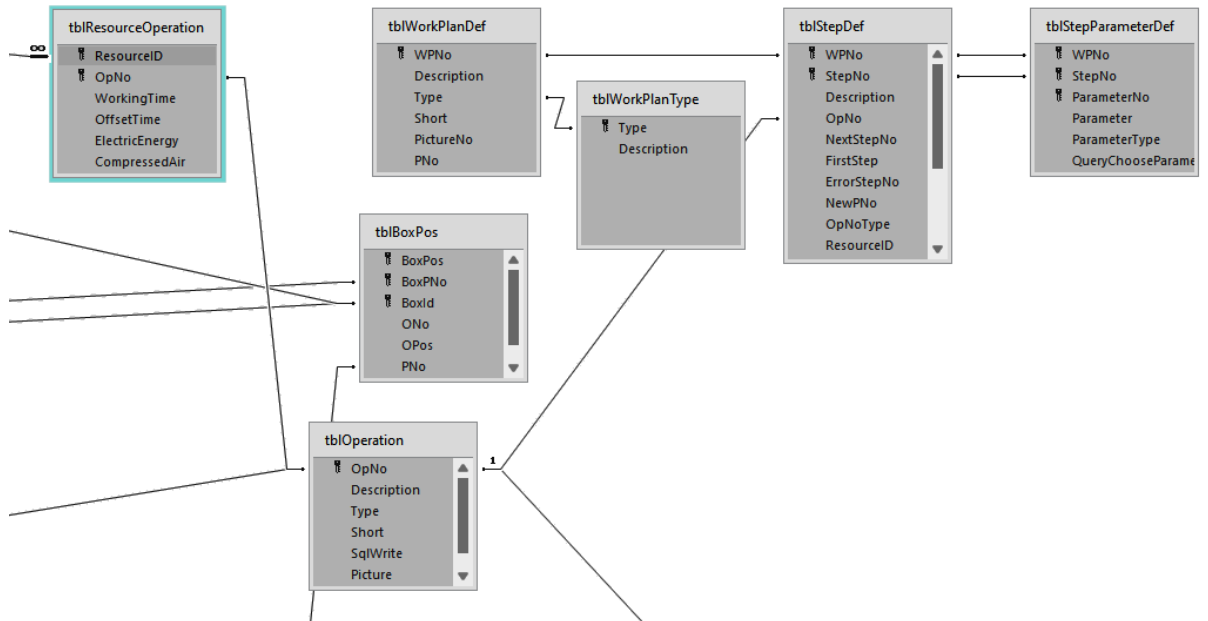 tblResourceOperation
∞
ResourceID
OpNo
WorkingTime
OffsetTime
ElectricEnergy
CompressedAir
tblWorkPlanDef
WPNo
Description
Type
Short
PictureNo
PNo
tblWorkPlanType
Type
Description
tblStepDef
WPNo
StepNo
Description
OpNo
NextStepNo
FirstStep
ErrorStepNo
NewPNo
OpNoType
ResourceID
tblStepParameterDef
WPNo
StepNo
ParameterNo
Parameter
ParameterType
QueryChooseParame
tblBoxPos
BoxPos
BoxPNo
BoxId
ONo
OPos
PNo
tblOperation
1
OpNo
Description
Type
Short
SqlWrite
Picture